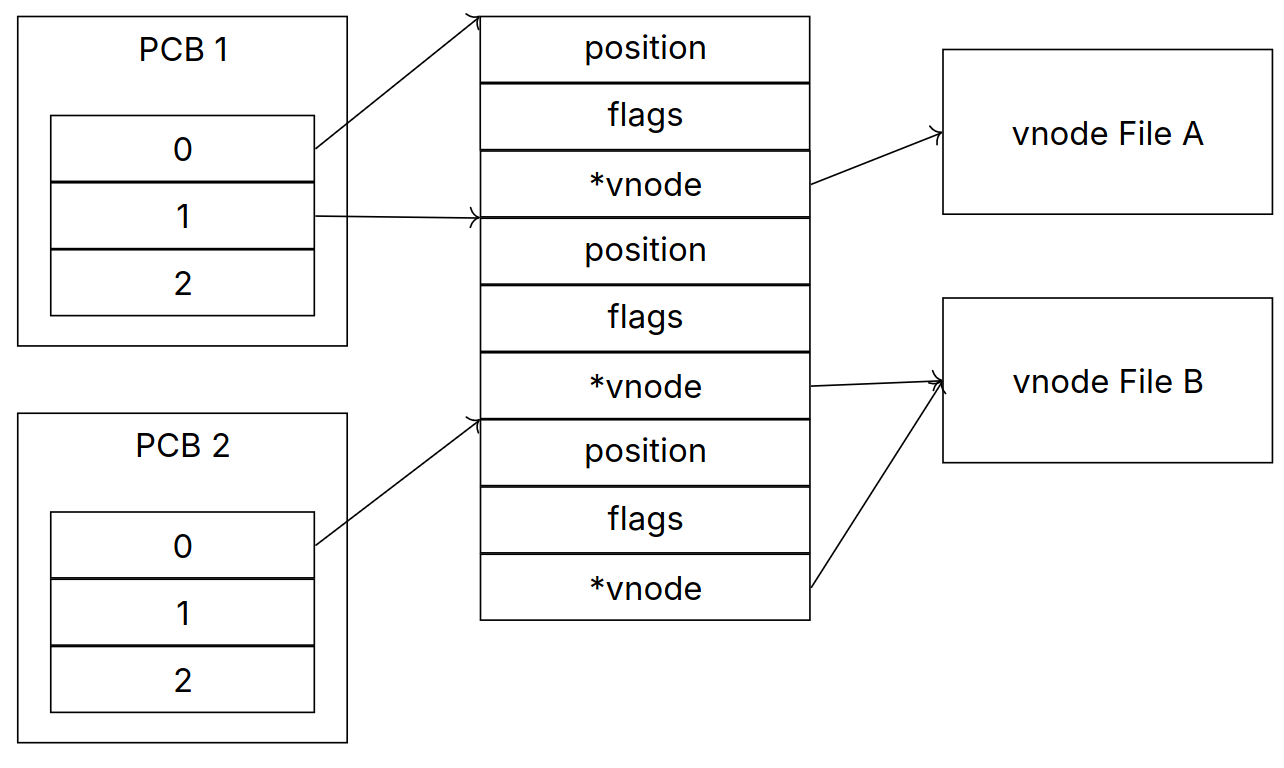 PCB 1
0
1
2
PCB 2
0
1
2
position
flags
*vnode
position
flags
*vnode
position
flags
*vnode
vnode File A
vnode File B